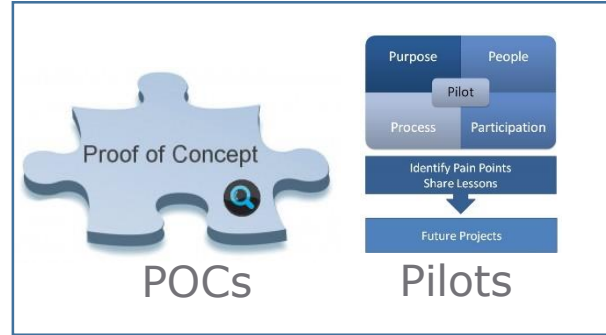 Proof of Concept
POCs
Purpose People
Pilot
Process Participation
Identify Pain Points
Share Lessons
Future Projects
Pilots